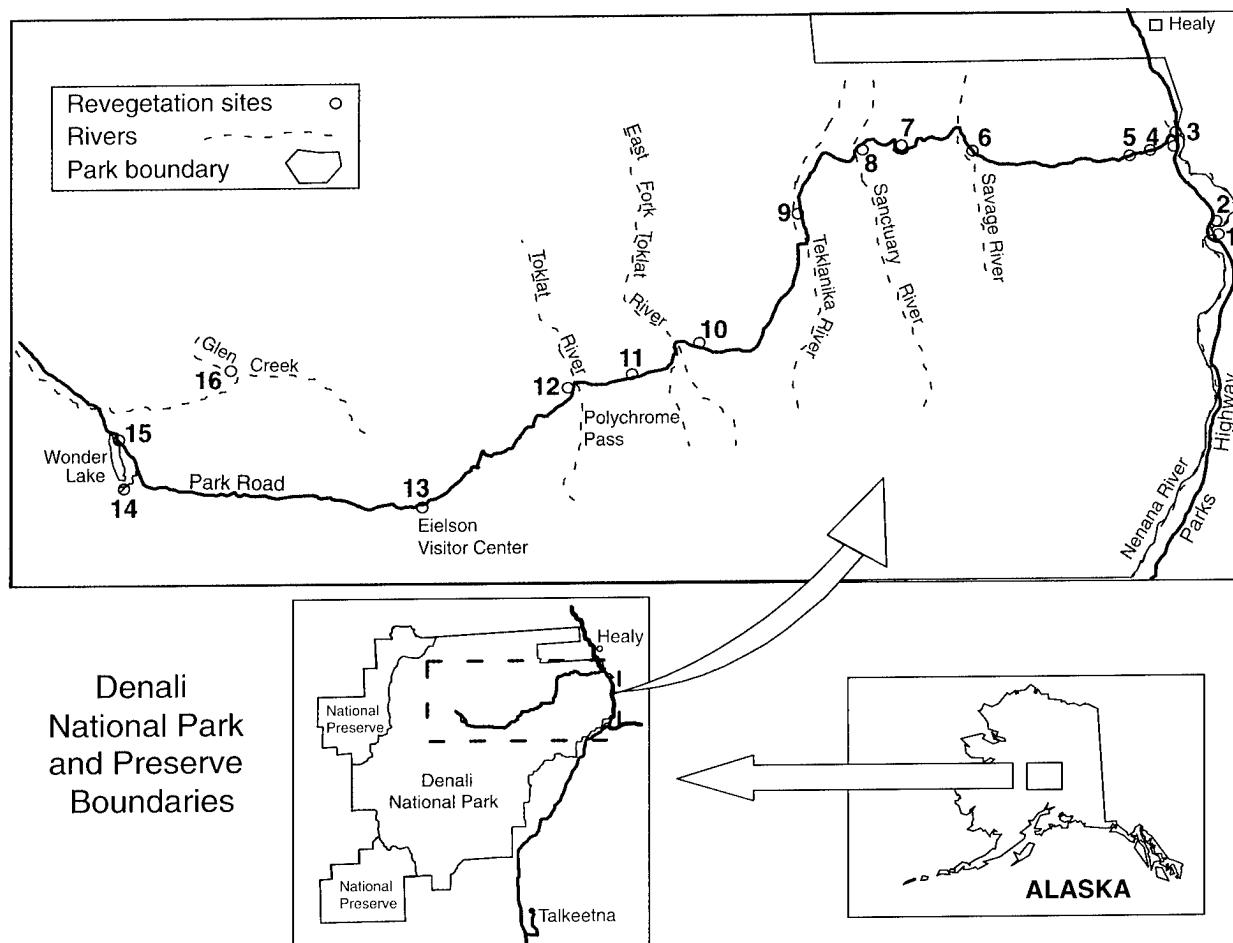 Healy
Revegetation sites
Rivers
Park boundary
East Fork Toklat River
Toklat River
Glen Creek
Teklanika River
Sanctuary River
Savage River
1
2
3
4
5
6
7
8
9
10
11
12
13
14
15
16
Polychrome
Pass
Wonder
Lake
Park Road
Eielson
Visitor Center
Nenana River
Parks Highway
Denali
National Park
and Preserve
Boundaries
Healy
National
Preserve
Denali
National Park
National
Preserve
Talkeetna
ALASKA